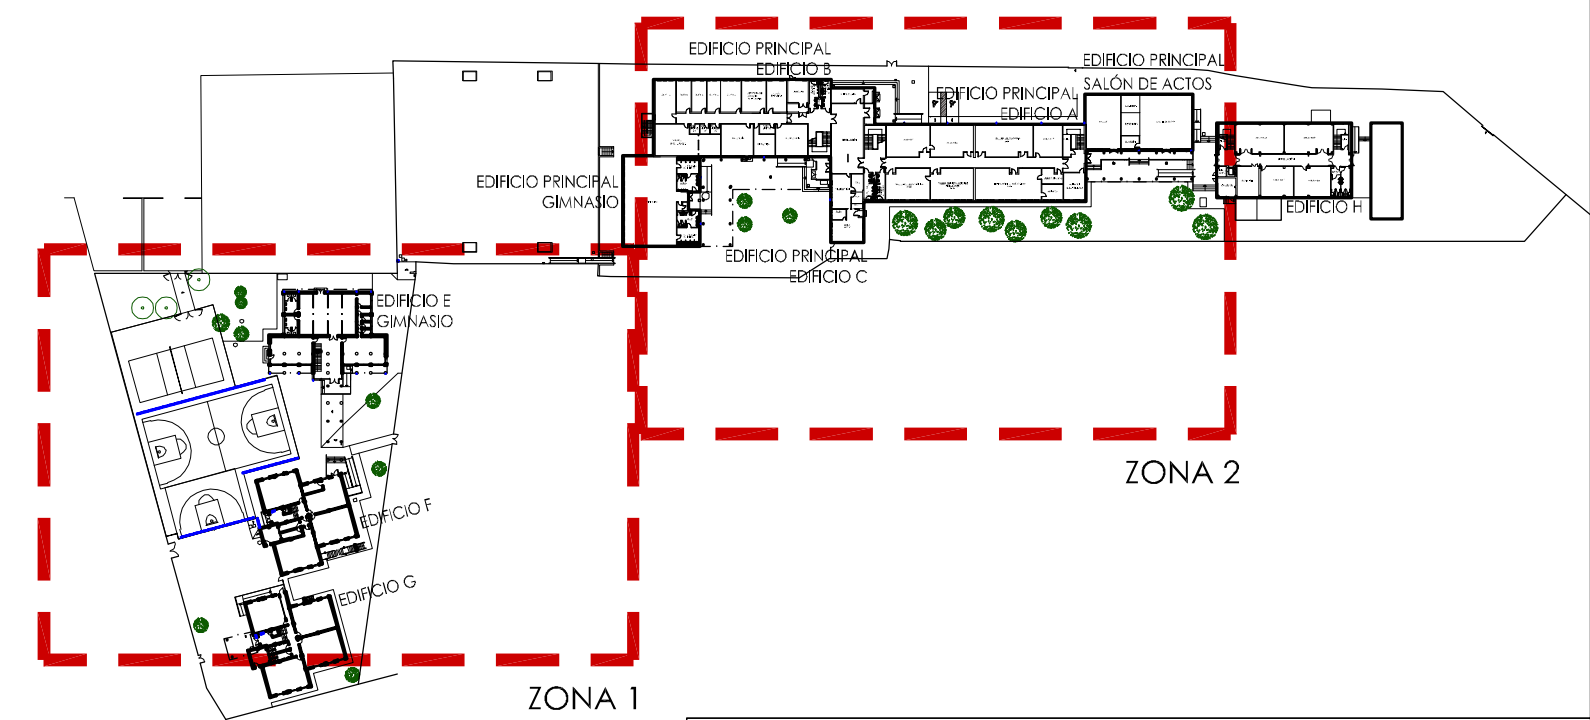 EDIFICIO PRINCIPAL
EDIFICIO B
EDIFICIO PRINCIPAL
SALÓN DE ACTOS
EDIFICIO PRINCIPAL
EDIFICIO A
EDIFICIO PRINCIPAL
GIMNASIO
EDIFICIO H
EDIFICIO PRINCIPAL
EDIFICIO C
EDIFICIO E
GIMNASIO
ZONA 2
EDIFICIO F
EDIFICIO G
ZONA 1